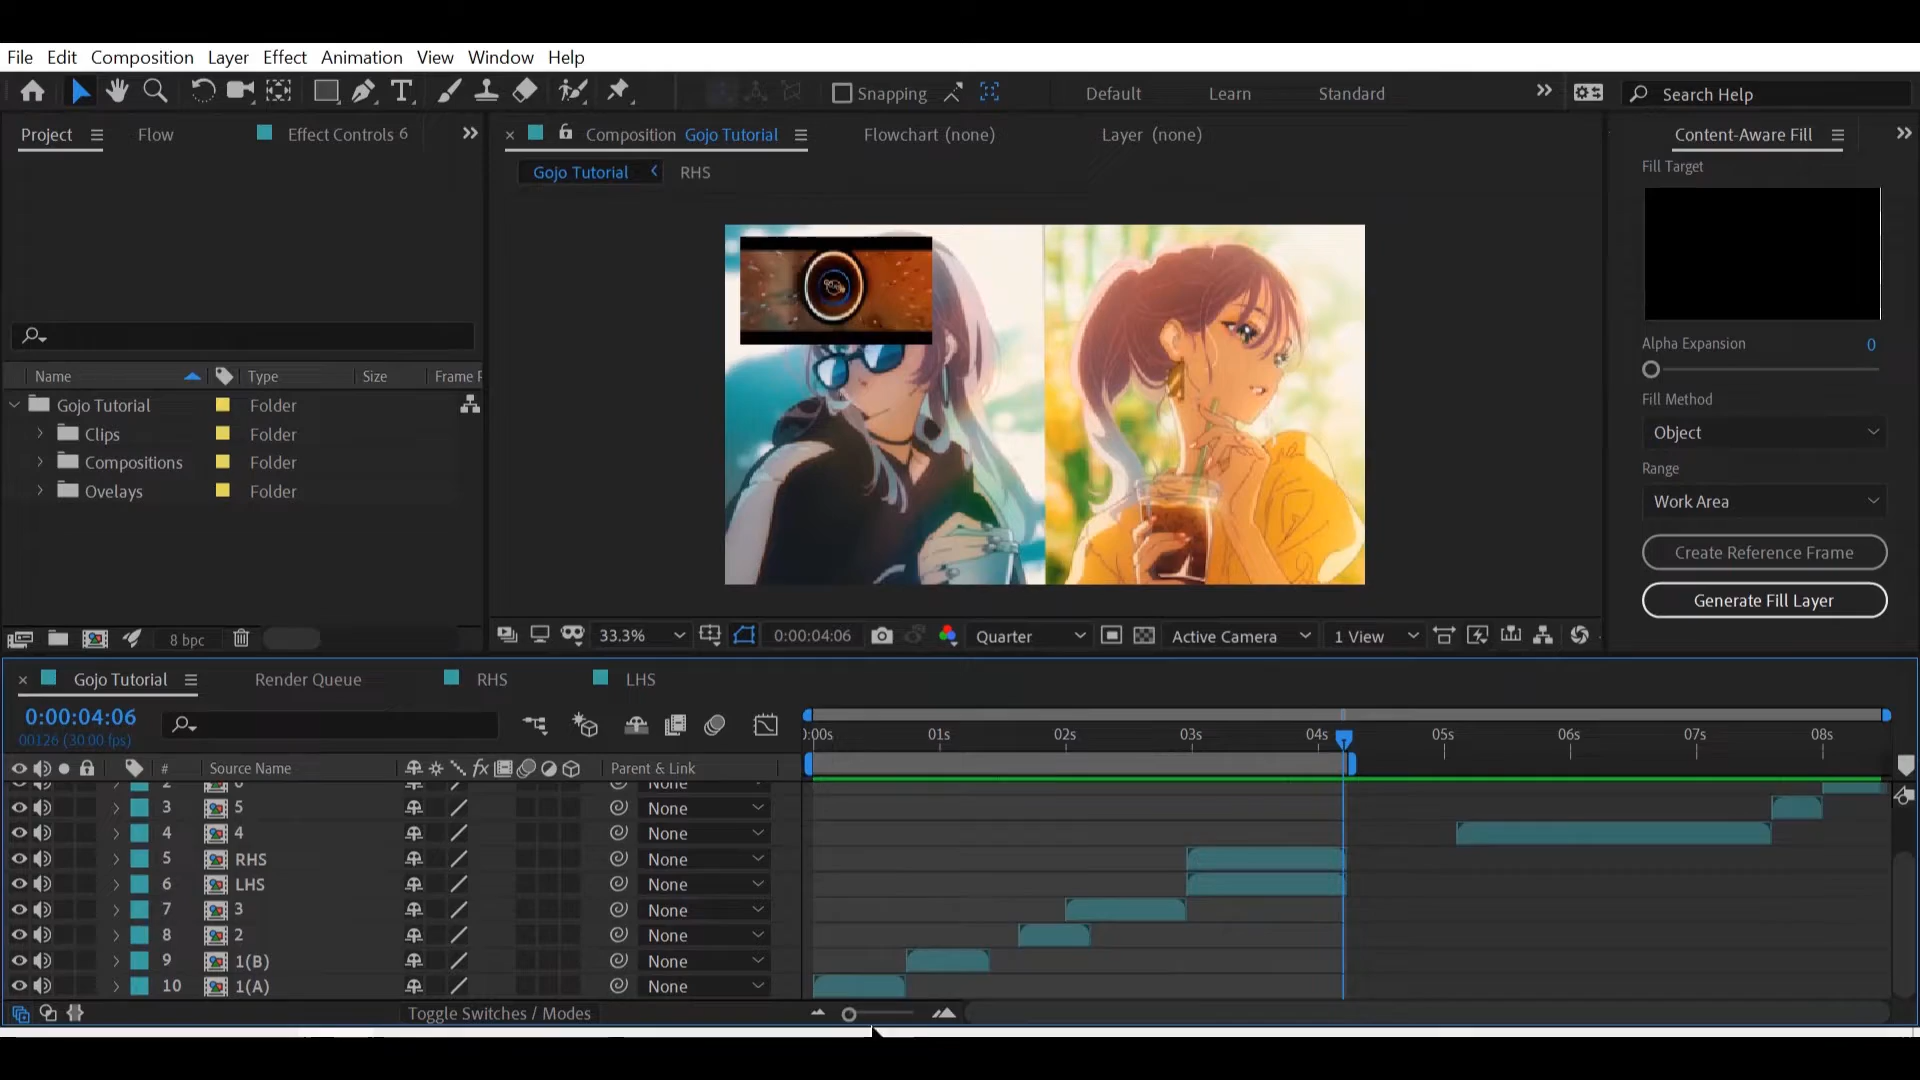 File Edit Composition Layer Effect Animation View Window Help
Snapping Default Learn Standard Search Help
Project Flow Effect Controls 6 Composition Gojo Tutorial Flowchart (none) Layer (none) Content-Aware Fill
Gojo Tutorial RHS
Fill Target
Alpha Expansion 0
Fill Method
Object
Range
Work Area
Create Reference Frame
Generate Fill Layer
Name Type Size Frame
Gojo Tutorial Folder
Clips Folder
Compositions Folder
Ovelays Folder
8 bpc 33.3% 0:00:04:06 Quarter Active Camera 1 View
Gojo Tutorial Render Queue RHS LHS
0:00:04:06
00126 (30.00 fps)
:00s 01s 02s 03s 04s 05s 06s 07s 08s
# Source Name fx Parent & Link
2 6 None
3 5 None
4 4 None
5 RHS None
6 LHS None
7 3 None
8 2 None
9 1(B) None
10 1(A) None
Toggle Switches / Modes